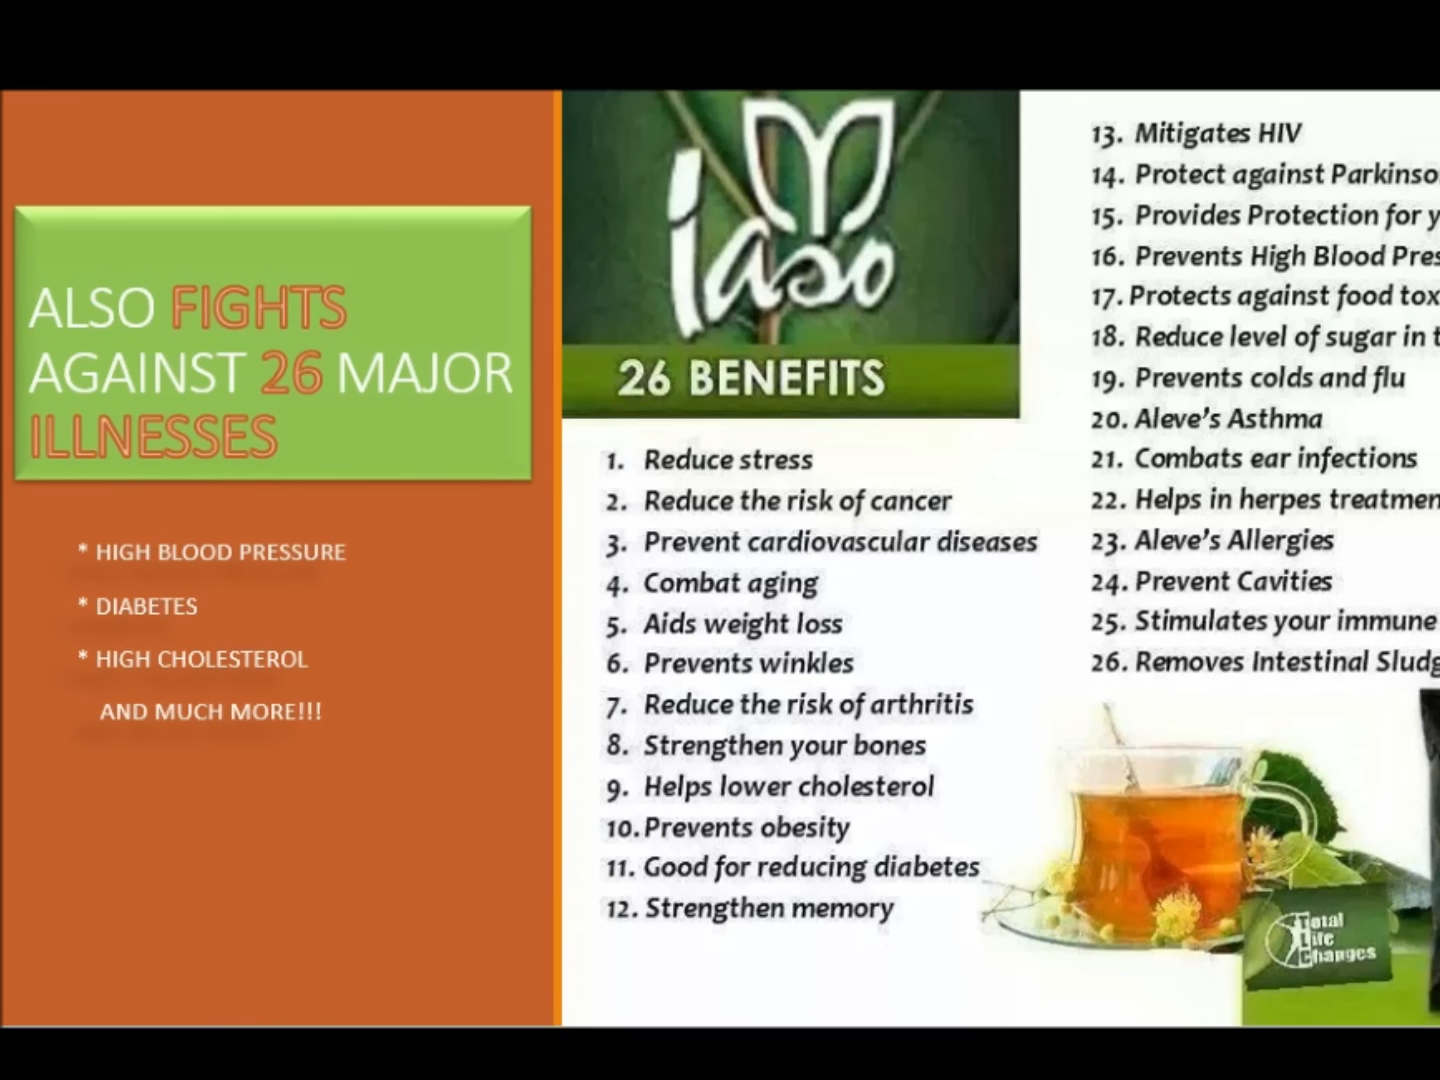 ALSO FIGHTS
AGAINST 26 MAJOR
ILLNESSES
* HIGH BLOOD PRESSURE
* DIABETES
* HIGH CHOLESTEROL
AND MUCH MORE!!!
iaso
26 BENEFITS
1. Reduce stress
2. Reduce the risk of cancer
3. Prevent cardiovascular diseases
4. Combat aging
5. Aids weight loss
6. Prevents winkles
7. Reduce the risk of arthritis
8. Strengthen your bones
9. Helps lower cholesterol
10. Prevents obesity
11. Good for reducing diabetes
12. Strengthen memory
13. Mitigates HIV
14. Protect against
15. Provides Protection for
16. Prevents High Blood
17. Protects against food
18. Reduce level of sugar in
19. Prevents colds and flu
20. Aleve's Asthma
21. Combats ear infections
22. Helps in herpes
23. Aleve's Allergies
24. Prevent Cavities
25. Stimulates your immune
26. Removes Intestinal
Total
Life
Changes